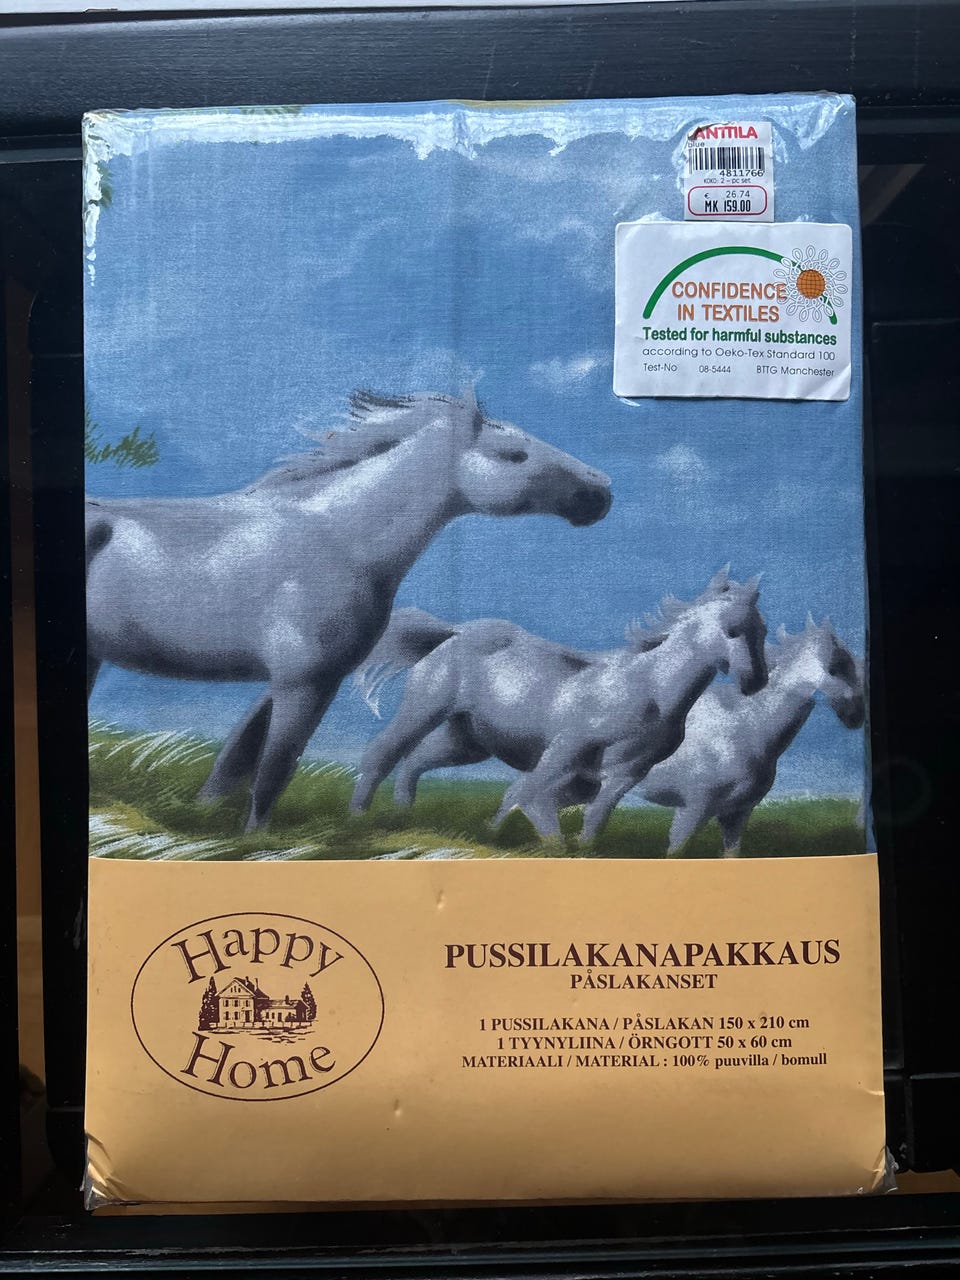 ANTTILA
blue
4811766
KOKO: 2 - pc set
€ 26.74
MK 159.00
CONFIDENCE
IN TEXTILES
Tested for harmful substances
according to Oeko-Tex Standard 100
Test-No 08-5444 BTTG Manchester
Happy
Home
PUSSILAKANAPAKKAUS
PÅSLAKANSET
1 PUSSILAKANA / PÅSLAKAN 150 x 210 cm
1 TYYNYLIINA / ÖRNGOTT 50 x 60 cm
MATERIAALI / MATERIAL : 100% puuvilla / bomull